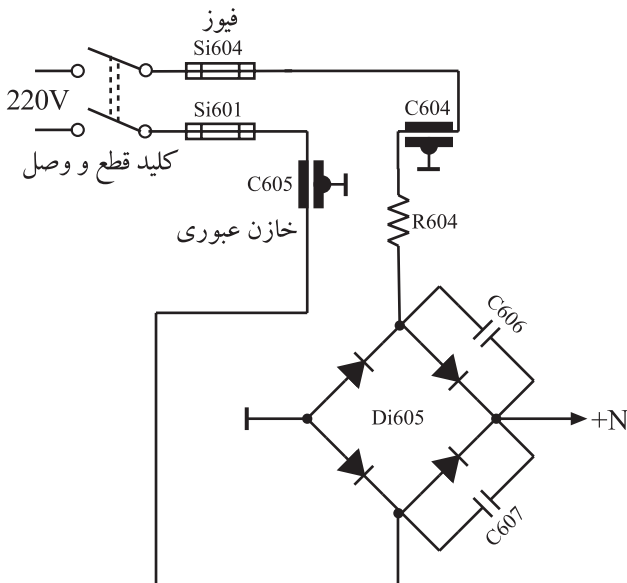 فیوز
Si604
220V
Si601
C604
کلید قطع و وصل
C605
R604
خازن عبوری
C606
Di605
+N
C607